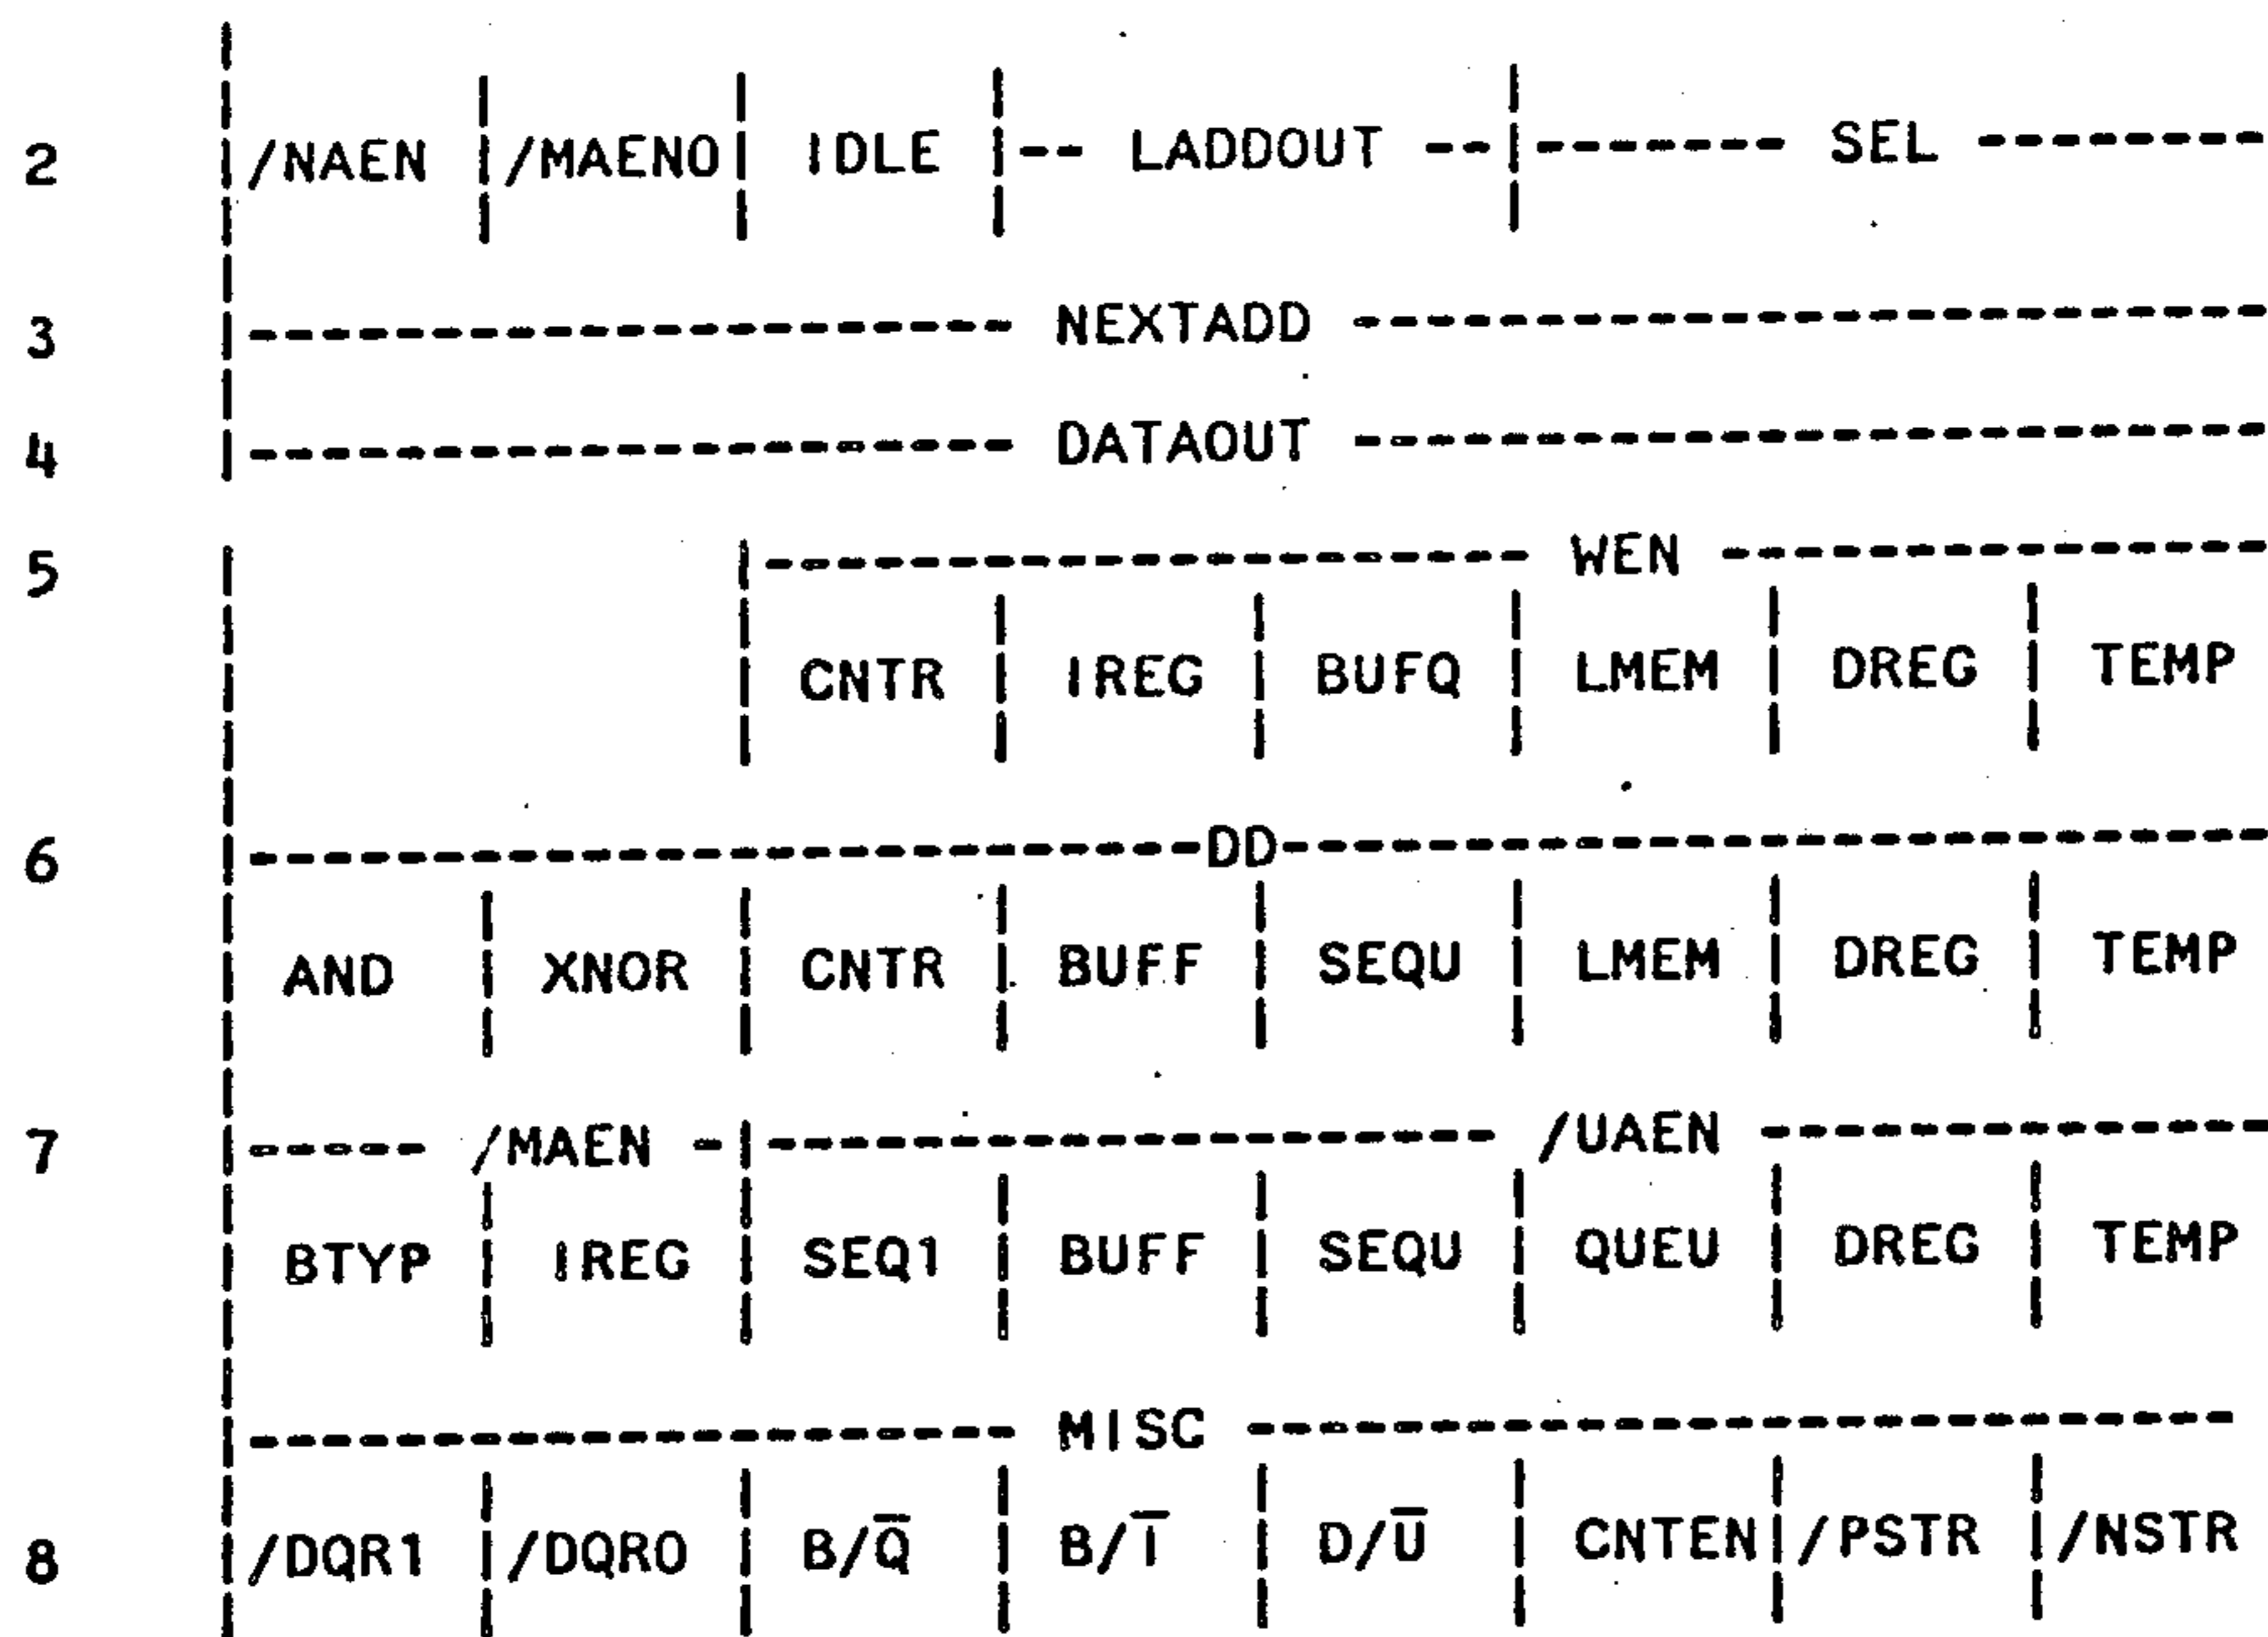 2 |/NAEN |/MAENO| IDLE |-- LADDOUT --|------- SEL --------
3 |--------------------- NEXTADD -------------------------
4 |--------------------- DATAOUT -------------------------
5 | |--------------------- WEN ---------------
| | CNTR | IREG | BUFQ | LMEM | DREG | TEMP
6 |--------------------------DD---------------------------
| AND | XNOR | CNTR | BUFF | SEQU | LMEM | DREG | TEMP
7 |----- /MAEN -|-------------------- /UAEN --------------
| BTYP | IREG | SEQ1 | BUFF | SEQU | QUEU | DREG | TEMP
|--------------------- MISC ---------------------------
8 |/DQR1 |/DQRO | B/Q̅ | B/I̅ | D/U̅ | CNTEN|/PSTR |/NSTR